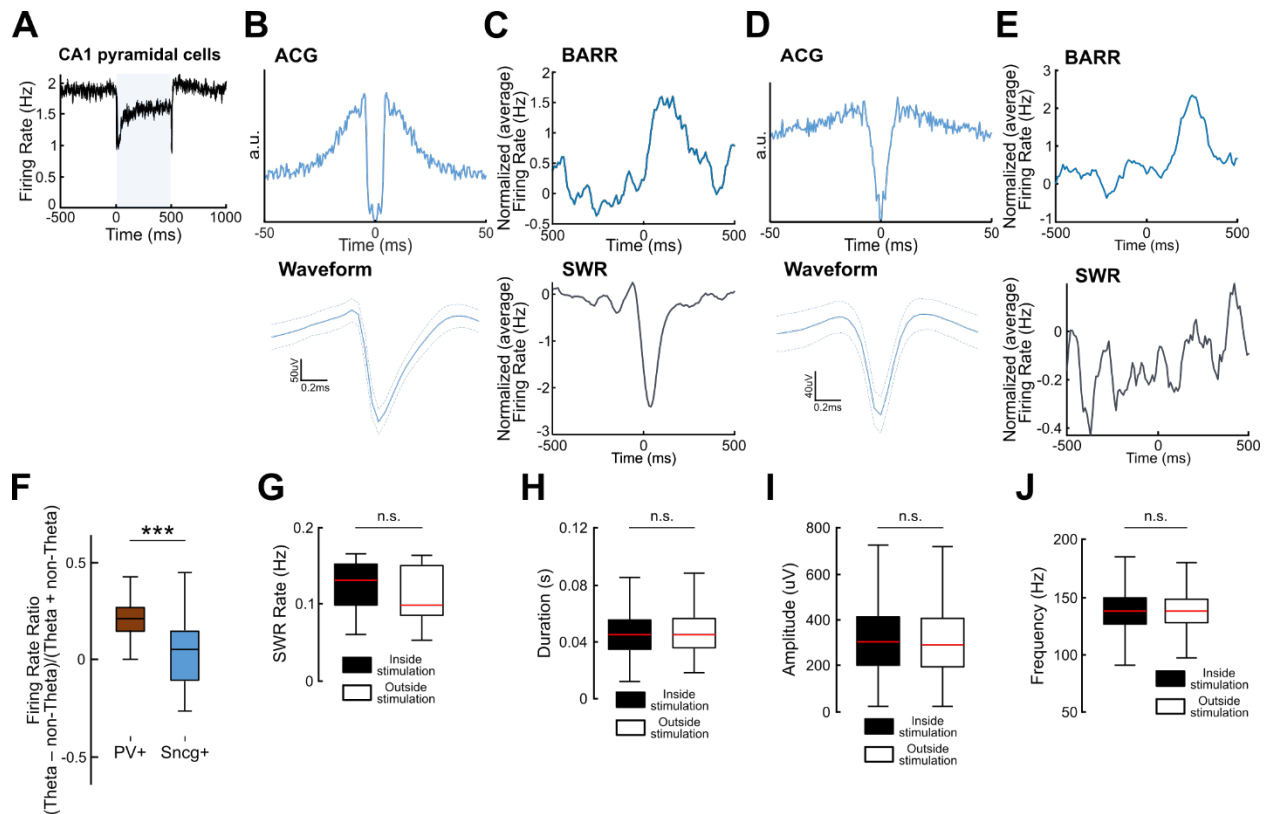 A
CA1 pyramidal cells
Firing Rate (Hz)
2
1.5
1
0.5
0
-500
0
500
1000
Time (ms)
B
ACG
a.u.
-50
0
50
Time (ms)
Waveform
50uV
0.2ms
C
BARR
Normalized (average)
Firing Rate (Hz)
2
1.5
1
0.5
0
-0.5
-500
0
500
Time (ms)
SWR
Normalized (average)
Firing Rate (Hz)
0
-1
-2
-3
-500
0
500
Time (ms)
D
ACG
a.u.
-50
0
50
Time (ms)
Waveform
40uV
0.2ms
E
BARR
Normalized (average)
Firing Rate (Hz)
3
2
1
0
1
-500
0
500
Time (ms)
SWR
Normalized (average)
Firing Rate (Hz)
0
-0.2
-0.4
-500
0
500
Time (ms)
F
***
Firing Rate Ratio
(Theta – non-Theta)/(Theta + non-Theta)
0.5
0
-0.5
PV+
Sncg+
G
n.s.
SWR Rate (Hz)
0.2
0.1
0
Inside
stimulation
Outside
stimulation
H
n.s.
Duration (s)
0.12
0.08
0.04
0
Inside
stimulation
Outside
stimulation
I
n.s.
Amplitude (uV)
800
600
400
200
0
Inside
stimulation
Outside
stimulation
J
n.s.
Frequency (Hz)
200
150
100
50
Inside
stimulation
Outside
stimulation